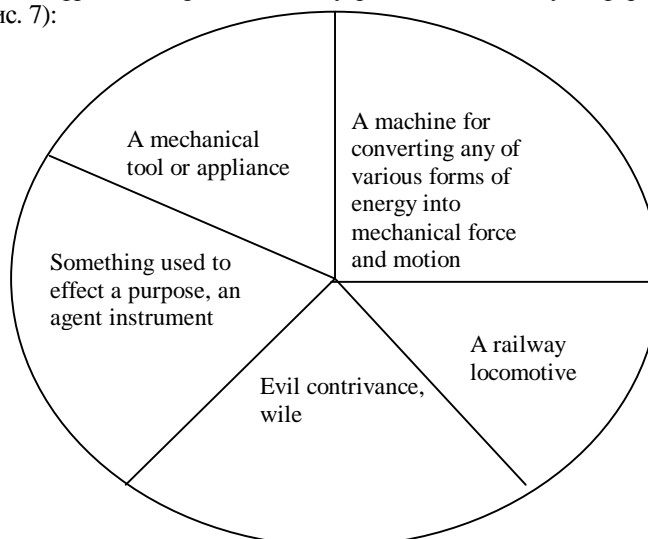 ис. 7):
A mechanical
tool or appliance
A machine for
converting any of
various forms of
energy into
mechanical force
and motion
Something used to
effect a purpose, an
agent instrument
A railway
locomotive
Evil contrivance,
wile